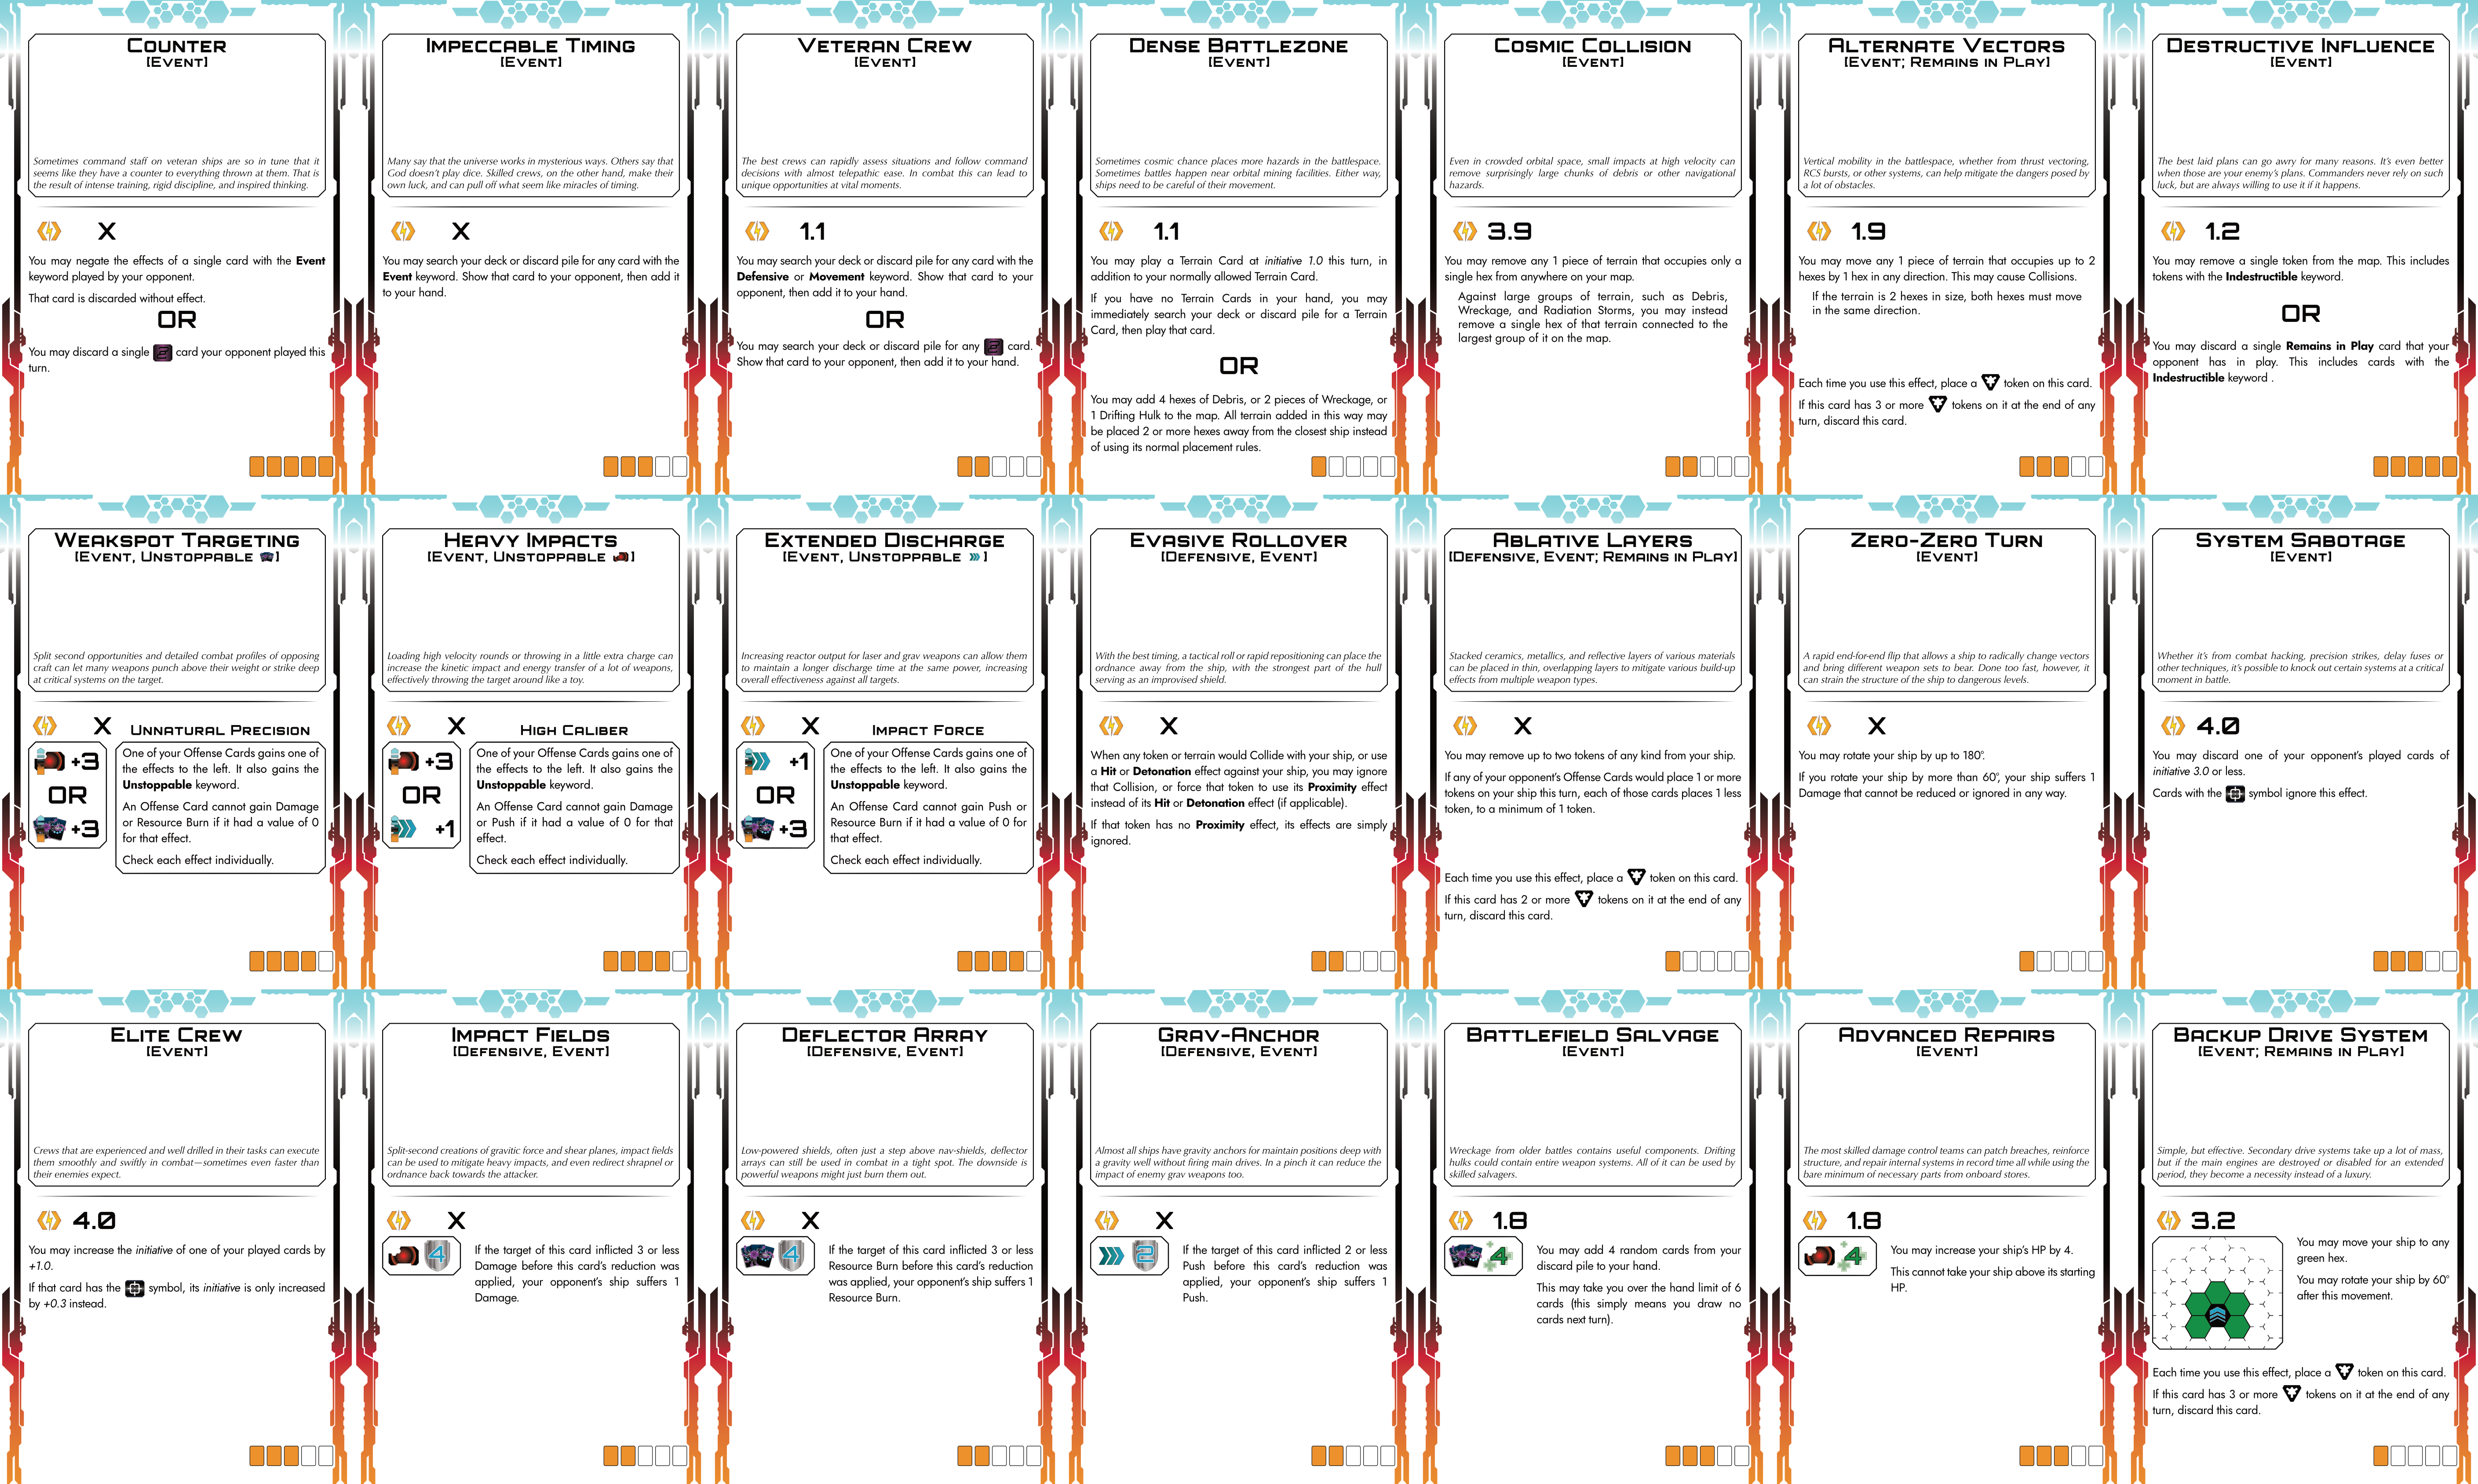 Counter
[Event]
Sometimes command staff on veteran ships are so in tune that it
seems like they have a counter to everything thrown at them. That is
the result of intense training, rigid discipline, and inspired thinking.
X
You may negate the effects of a single card with the Event
keyword played by your opponent.
That card is discarded without effect.
OR
You may discard a single card your opponent played this
turn.
Impeccable Timing
[Event]
Many say that the universe works in mysterious ways. Others say that
God doesn't play dice. Skilled crews, on the other hand, make their
own luck, and can pull off what seem like miracles of timing.
X
You may search your deck or discard pile for any card with the
Event keyword. Show that card to your opponent, then add it
to your hand.
Veteran Crew
[Event]
The best crews can rapidly assess situations and follow command
decisions with almost telepathic ease. In combat this can lead to
unique opportunities at vital moments.
1.1
You may search your deck or discard pile for any card with the
Defensive or Movement keyword. Show that card to your
opponent, then add it to your hand.
OR
You may search your deck or discard pile for any card.
Show that card to your opponent, then add it to your hand.
Dense Battlezone
[Event]
Sometimes cosmic chance places more hazards in the battlespace.
Sometimes battles happen near orbital mining facilities. Either way,
ships need to be careful of their movement.
1.1
You may play a Terrain Card at initiative 1.0 this turn, in
addition to your normally allowed Terrain Card.
If you have no Terrain Cards in your hand, you may
immediately search your deck or discard pile for a Terrain
Card, then play that card.
OR
You may add 4 hexes of Debris, or 2 pieces of Wreckage, or
1 Drifting Hulk to the map. All terrain added in this way may
be placed 2 or more hexes away from the closest ship instead
of using its normal placement rules.
Cosmic Collision
[Event]
Even in crowded orbital space, small impacts at high velocity can
remove surprisingly large chunks of debris or other navigational
hazards.
3.9
You may remove any 1 piece of terrain that occupies only a
single hex from anywhere on your map.
Against large groups of terrain, such as Debris,
Wreckage, and Radiation Storms, you may instead
remove a single hex of that terrain connected to the
largest group of it on the map.
Alternate Vectors
[Event; Remains in Play]
Vertical mobility in the battlespace, whether from thrust vectoring,
RCS bursts, or other systems, can help mitigate the dangers posed by
a lot of obstacles.
1.9
You may move any 1 piece of terrain that occupies up to 2
hexes by 1 hex in any direction. This may cause Collisions.
If the terrain is 2 hexes in size, both hexes must move
in the same direction.
Each time you use this effect, place a token on this card.
If this card has 3 or more tokens on it at the end of any
turn, discard this card.
Destructive Influence
[Event]
The best laid plans can go awry for many reasons. It's even better
when those are your enemy's plans. Commanders never rely on such
luck, but are always willing to use it if it happens.
1.2
You may remove a single token from the map. This includes
tokens with the Indestructible keyword.
OR
You may discard a single Remains in Play card that your
opponent has in play. This includes cards with the
Indestructible keyword .
Weakspot Targeting
[Event, Unstoppable ]
Split second opportunities and detailed combat profiles of opposing
craft can let many weapons punch above their weight or strike deep
at critical systems on the target.
X Unnatural Precision
+3
OR
+3
One of your Offense Cards gains one of
the effects to the left. It also gains the
Unstoppable keyword.
An Offense Card cannot gain Damage
or Resource Burn if it had a value of 0
for that effect.
Check each effect individually.
Heavy Impacts
[Event, Unstoppable ]
Loading high velocity rounds or throwing in a little extra charge can
increase the kinetic impact and energy transfer of a lot of weapons,
effectively throwing the target around like a toy.
X High Caliber
+3
OR
+1
One of your Offense Cards gains one of
the effects to the left. It also gains the
Unstoppable keyword.
An Offense Card cannot gain Damage
or Push if it had a value of 0 for that
effect.
Check each effect individually.
Extended Discharge
[Event, Unstoppable ]
Increasing reactor output for laser and grav weapons can allow them
to maintain a longer discharge time at the same power, increasing
overall effectiveness against all targets.
X Impact Force
+1
OR
+3
One of your Offense Cards gains one of
the effects to the left. It also gains the
Unstoppable keyword.
An Offense Card cannot gain Push or
Resource Burn if it had a value of 0 for
that effect.
Check each effect individually.
Evasive Rollover
[Defensive, Event]
With the best timing, a tactical roll or rapid repositioning can place the
ordnance away from the ship, with the strongest part of the hull
serving as an improvised shield.
X
When any token or terrain would Collide with your ship, or use
a Hit or Detonation effect against your ship, you may ignore
that Collision, or force that token to use its Proximity effect
instead of its Hit or Detonation effect (if applicable).
If that token has no Proximity effect, its effects are simply
ignored.
Ablative Layers
[Defensive, Event; Remains in Play]
Stacked ceramics, metallics, and reflective layers of various materials
can be placed in thin, overlapping layers to mitigate various build-up
effects from multiple weapon types.
X
You may remove up to two tokens of any kind from your ship.
If any of your opponent's Offense Cards would place 1 or more
tokens on your ship this turn, each of those cards places 1 less
token, to a minimum of 1 token.
Each time you use this effect, place a token on this card.
If this card has 2 or more tokens on it at the end of any
turn, discard this card.
Zero-Zero Turn
[Event]
A rapid end-for-end flip that allows a ship to radically change vectors
and bring different weapon sets to bear. Done too fast, however, it
can strain the structure of the ship to dangerous levels.
X
You may rotate your ship by up to 180°.
If you rotate your ship by more than 60°, your ship suffers 1
Damage that cannot be reduced or ignored in any way.
System Sabotage
[Event]
Whether it's from combat hacking, precision strikes, delay fuses or
other techniques, it's possible to knock out certain systems at a critical
moment in battle.
4.0
You may discard one of your opponent's played cards of
initiative 3.0 or less.
Cards with the symbol ignore this effect.
Elite Crew
[Event]
Crews that are experienced and well drilled in their tasks can execute
them smoothly and swiftly in combat—sometimes even faster than
their enemies expect.
4.0
You may increase the initiative of one of your played cards by
+1.0.
If that card has the symbol, its initiative is only increased
by +0.3 instead.
Impact Fields
[Defensive, Event]
Split-second creations of gravitic force and shear planes, impact fields
can be used to mitigate heavy impacts, and even redirect shrapnel or
ordnance back towards the attacker.
X
4
If the target of this card inflicted 3 or less
Damage before this card's reduction was
applied, your opponent's ship suffers 1
Damage.
Deflector Array
[Defensive, Event]
Low-powered shields, often just a step above nav-shields, deflector
arrays can still be used in combat in a tight spot. The downside is
powerful weapons might just burn them out.
X
4
If the target of this card inflicted 3 or less
Resource Burn before this card's reduction
was applied, your opponent's ship suffers 1
Resource Burn.
Grav-Anchor
[Defensive, Event]
Almost all ships have gravity anchors for maintain positions deep with
a gravity well without firing main drives. In a pinch it can reduce the
impact of enemy grav weapons too.
X
2
If the target of this card inflicted 2 or less
Push before this card's reduction was
applied, your opponent's ship suffers 1
Push.
Battlefield Salvage
[Event]
Wreckage from older battles contains useful components. Drifting
hulks could contain entire weapon systems. All of it can be used by
skilled salvagers.
1.8
4
You may add 4 random cards from your
discard pile to your hand.
This may take you over the hand limit of 6
cards (this simply means you draw no
cards next turn).
Advanced Repairs
[Event]
The most skilled damage control teams can patch breaches, reinforce
structure, and repair internal systems in record time all while using the
bare minimum of necessary parts from onboard stores.
1.8
4
You may increase your ship's HP by 4.
This cannot take your ship above its starting
HP.
Backup Drive System
[Event; Remains in Play]
Simple, but effective. Secondary drive systems take up a lot of mass,
but if the main engines are destroyed or disabled for an extended
period, they become a necessity instead of a luxury.
3.2
You may move your ship to any
green hex.
You may rotate your ship by 60°
after this movement.
Each time you use this effect, place a token on this card.
If this card has 3 or more tokens on it at the end of any
turn, discard this card.